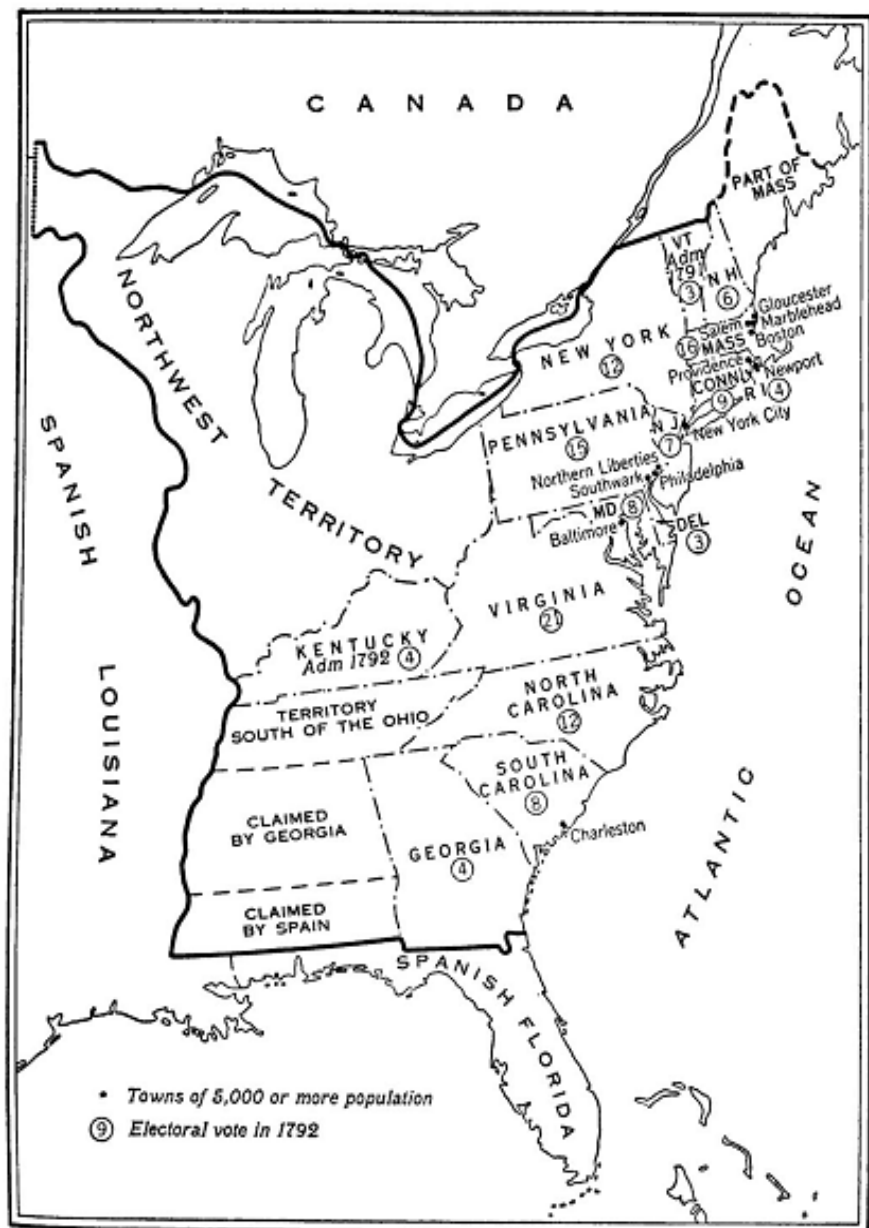 CANADA
PART OF
MASS
VT
Adm
1791
3
NH
6
Gloucester
Marblehead
Salem
Boston
16
MASS
NEW YORK
12
Providence
Newport
CONN
9
RI
4
PENNSYLVANIA
15
NJ
7
New York City
Northern Liberties
Southwark
Philadelphia
MD
8
Baltimore
DEL
3
NORTHWEST
TERRITORY
SPANISH
LOUISIANA
VIRGINIA
21
KENTUCKY
Adm 1792 4
TERRITORY
SOUTH OF THE OHIO
NORTH
CAROLINA
12
SOUTH
CAROLINA
8
Charleston
CLAIMED
BY GEORGIA
GEORGIA
4
CLAIMED
BY SPAIN
SPANISH FLORIDA
ATLANTIC
OCEAN
Towns of 5,000 or more population
9 Electoral vote in 1792